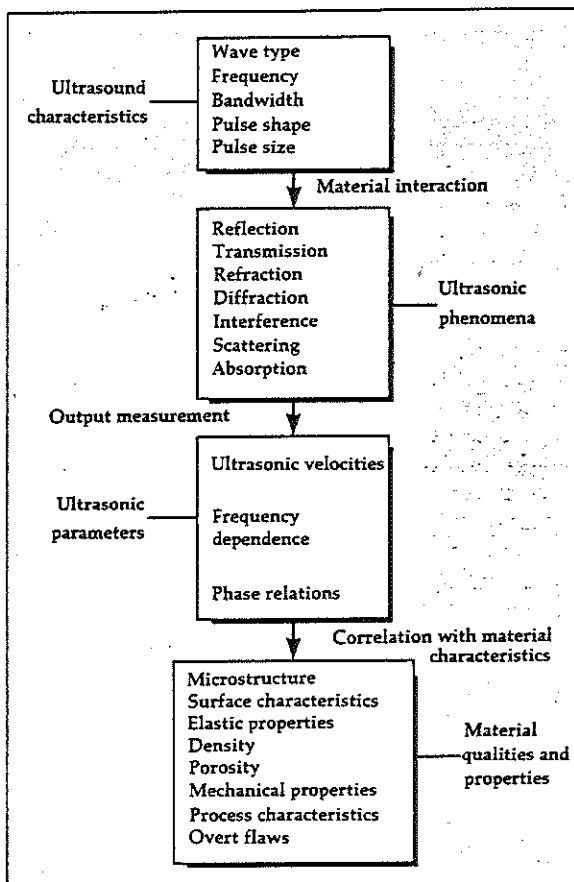 Ultrasound
characteristics
Wave type
Frequency
Bandwidth
Pulse shape
Pulse size
Material interaction
Reflection
Transmission
Refraction
Diffraction
Interference
Scattering
Absorption
Ultrasonic
phenomena
Output measurement
Ultrasonic
parameters
Ultrasonic velocities
Frequency
dependence
Phase relations
Correlation with material
characteristics
Microstructure
Surface characteristics
Elastic properties
Density
Porosity
Mechanical properties
Process characteristics
Overt flaws
Material
qualities and
properties